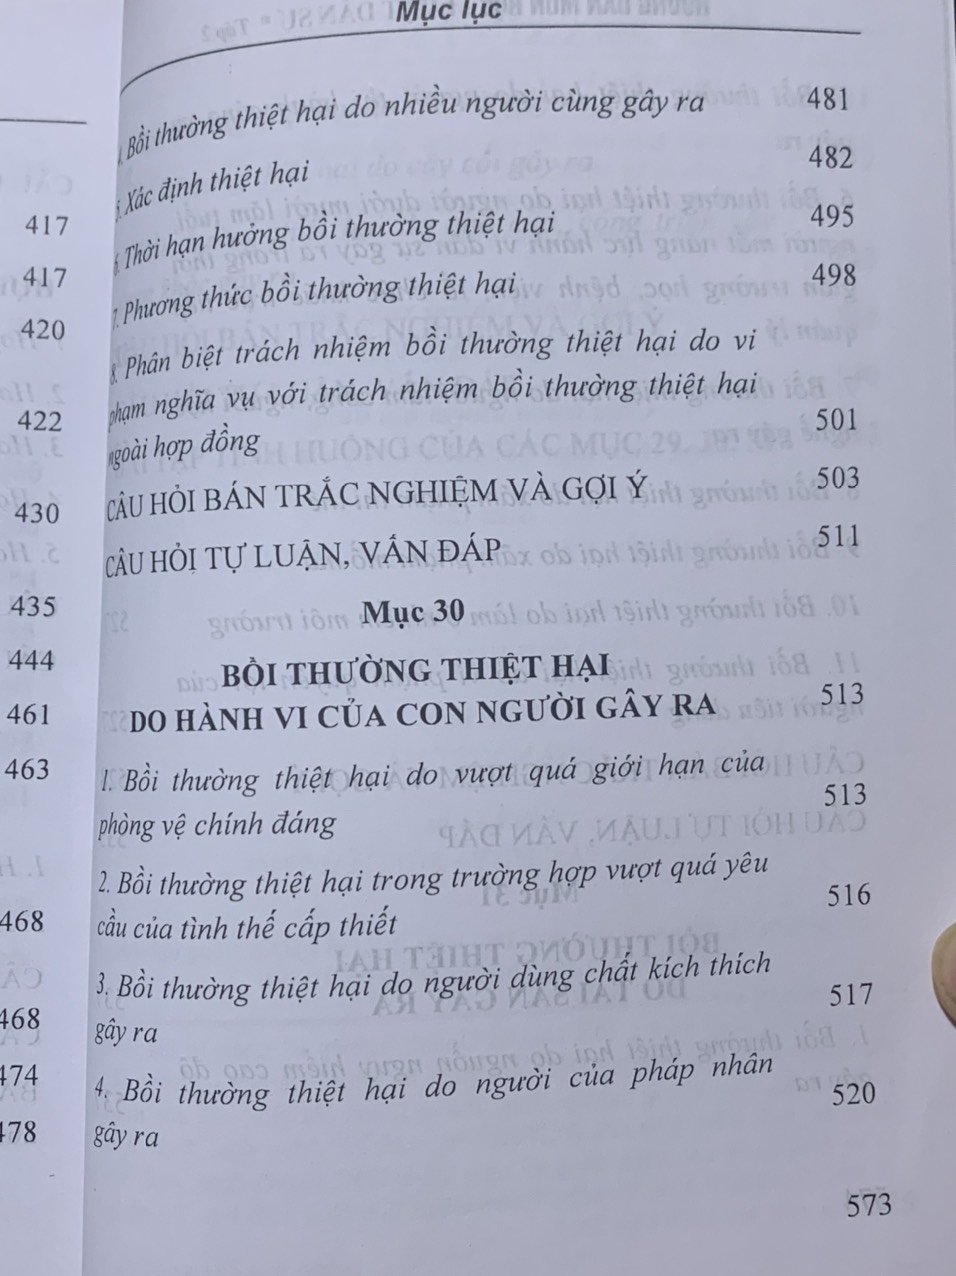 417
417
420
422
430
435
444
461
463
468
468
474
478
Mục lục
Bồi thường thiệt hại do nhiều người cùng gây ra 481
Xác định thiệt hại 482
Thời hạn hưởng bồi thường thiệt hại 495
7. Phương thức bồi thường thiệt hại 498
8. Phân biệt trách nhiệm bồi thường thiệt hại do vi
phạm nghĩa vụ với trách nhiệm bồi thường thiệt hại
ngoài hợp đồng 501
CÂU HỎI BÁN TRẮC NGHIỆM VÀ GỢI Ý 503
CÂU HỎI TỰ LUẬN, VẤN ĐÁP 511
Mục 30
BỒI THƯỜNG THIỆT HẠI
DO HÀNH VI CỦA CON NGƯỜI GÂY RA 513
1. Bồi thường thiệt hại do vượt quá giới hạn của
phòng vệ chính đáng 513
2. Bồi thường thiệt hại trong trường hợp vượt quá yêu
cầu của tình thế cấp thiết 516
3. Bồi thường thiệt hại do người dùng chất kích thích
gây ra 517
4. Bồi thường thiệt hại do người của pháp nhân
gây ra 520
573